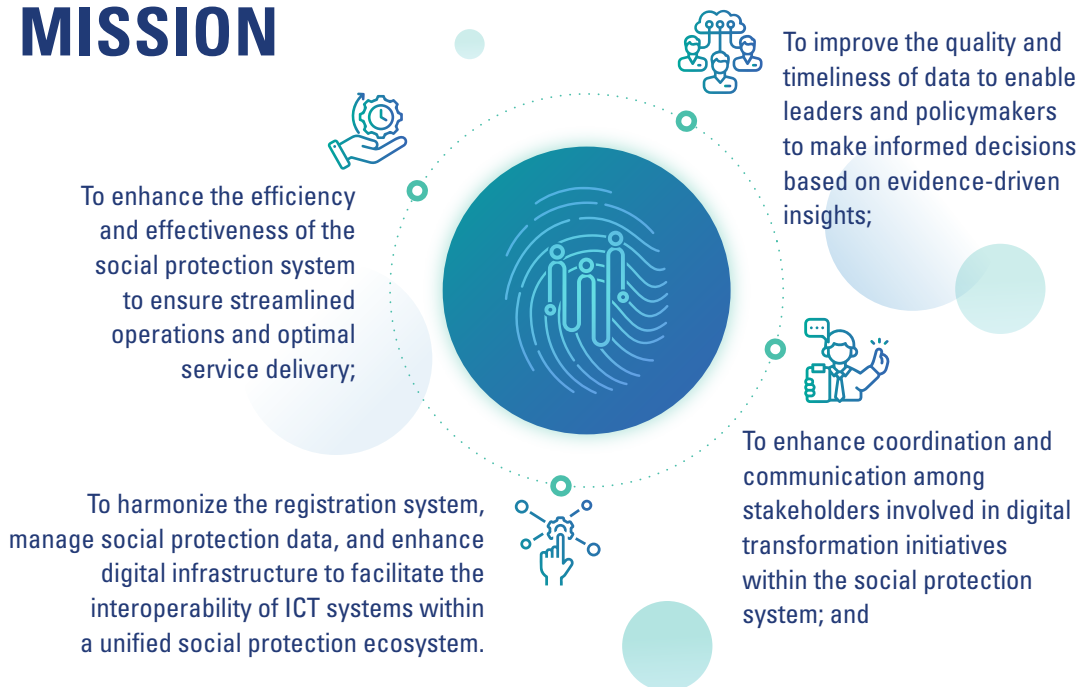 MISSION
To enhance the efficiency
and effectiveness of the
social protection system
to ensure streamlined
operations and optimal
service delivery;
To improve the quality and
timeliness of data to enable
leaders and policymakers
to make informed decisions
based on evidence-driven
insights;
To enhance coordination and
communication among
stakeholders involved in digital
transformation initiatives
within the social protection
system; and
To harmonize the registration system,
manage social protection data, and enhance
digital infrastructure to facilitate the
interoperability of ICT systems within
a unified social protection ecosystem.